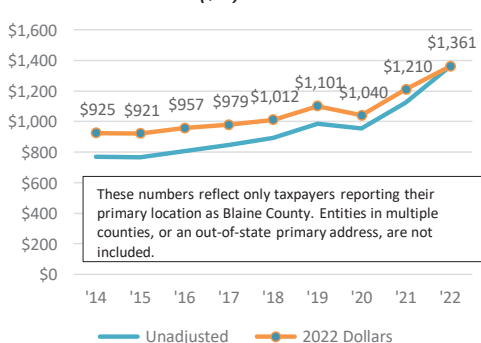 $1,600
$1,400
$1,200
$1,000
$800
$600
$400
$200
$0
$925 $921 $957 $979 $1,012 $1,101 $1,040 $1,210 $1,361
These numbers reflect only taxpayers reporting their
primary location as Blaine County. Entities in multiple
counties, or an out-of-state primary address, are not
included.
'14 '15 '16 '17 '18 '19 '20 '21 '22
Unadjusted 2022 Dollars